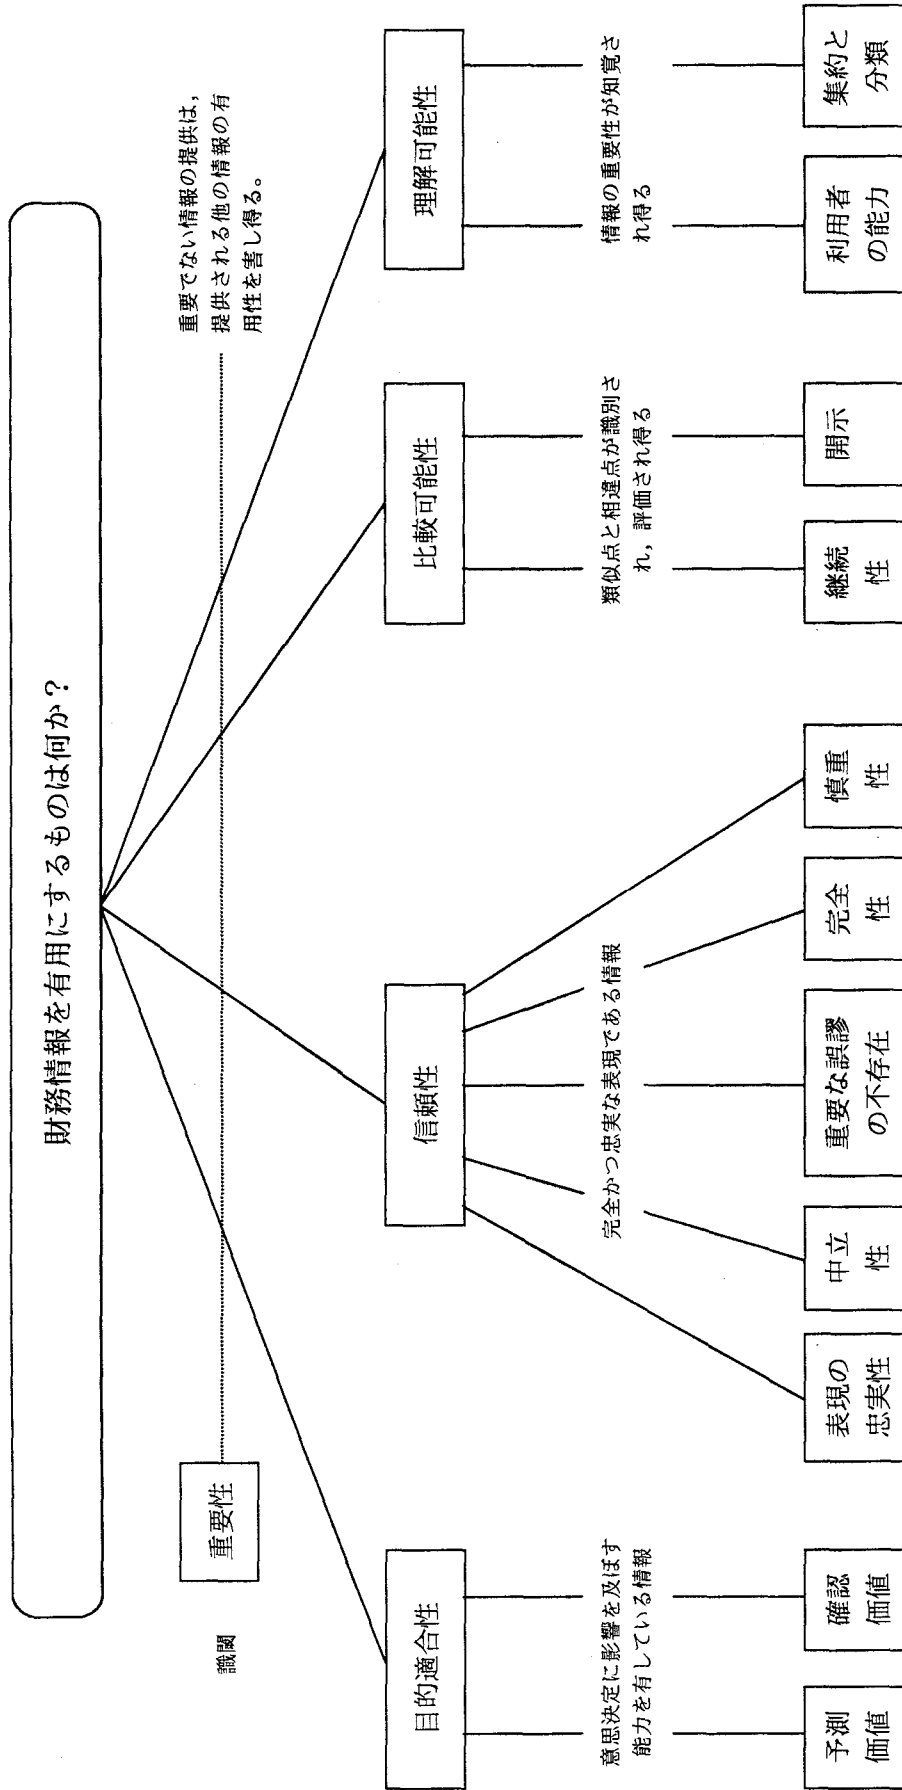 財務情報を有用にするものは何か？
識閾
重要性
重要でない情報の提供は，
提供される他の情報の有
用性を害し得る。
目的適合性
信頼性
比較可能性
理解可能性
意思決定に影響を及ぼす
能力を有している情報
完全かつ忠実な表現である情報
類似点と相違点が識別さ
れ，評価され得る
情報の重要性が知覚さ
れ得る
予測
価値
確認
価値
表現の
忠実性
中立
性
重要な誤謬
の不存在
完全
性
慎重
性
継続
性
開示
利用者
の能力
集約と
分類